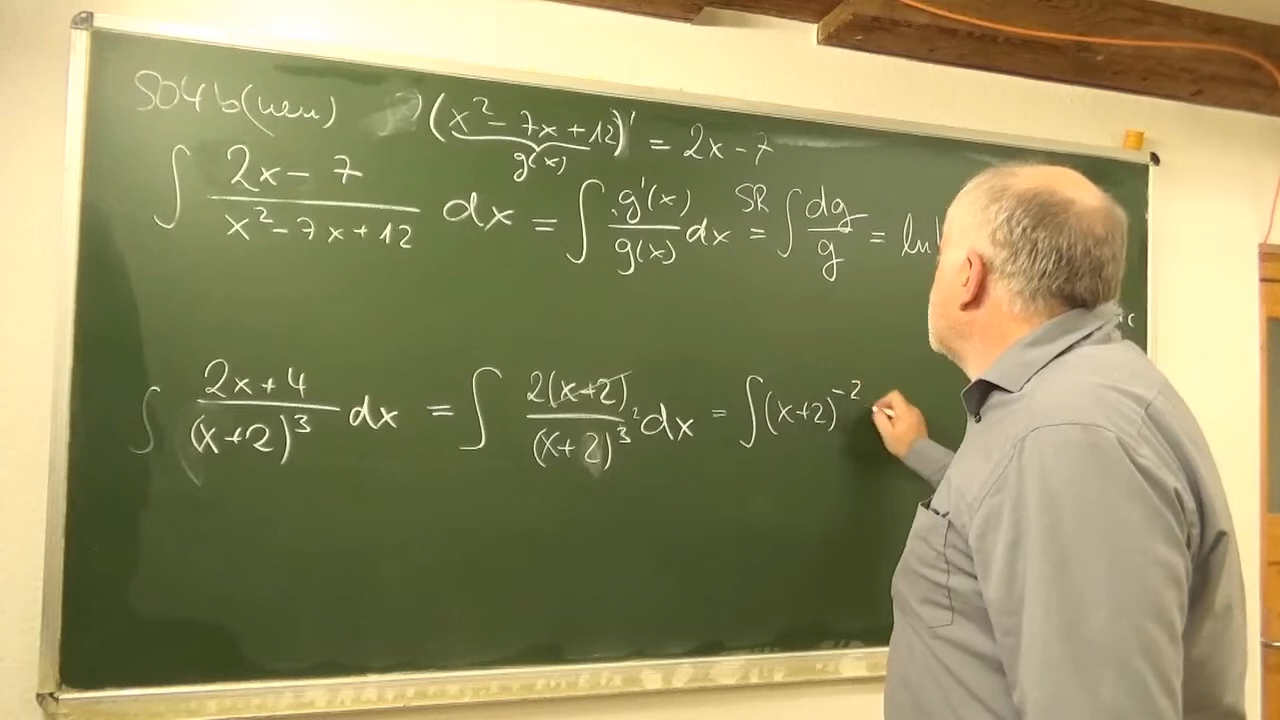 S04b(neu) (x² - 7x + 12)' = 2x - 7
g(x)
∫ (2x - 7)/(x² - 7x + 12) dx = ∫ g'(x)/g(x) dx SR = ∫ dg/g = ln|
c
∫ (2x + 4)/(x+2)³ dx = ∫ 2(x+2)/(x+2)³ ² dx = ∫(x+2)⁻²